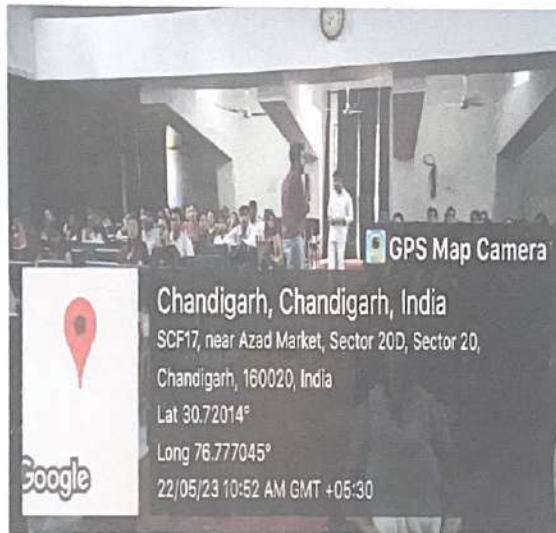 GPS Map Camera
Chandigarh, Chandigarh, India
SCF17, near Azad Market, Sector 20D, Sector 20,
Chandigarh, 160020, India
Lat 30.72014°
Long 76.777045°
Google
22/05/23 10:52 AM GMT +05:30